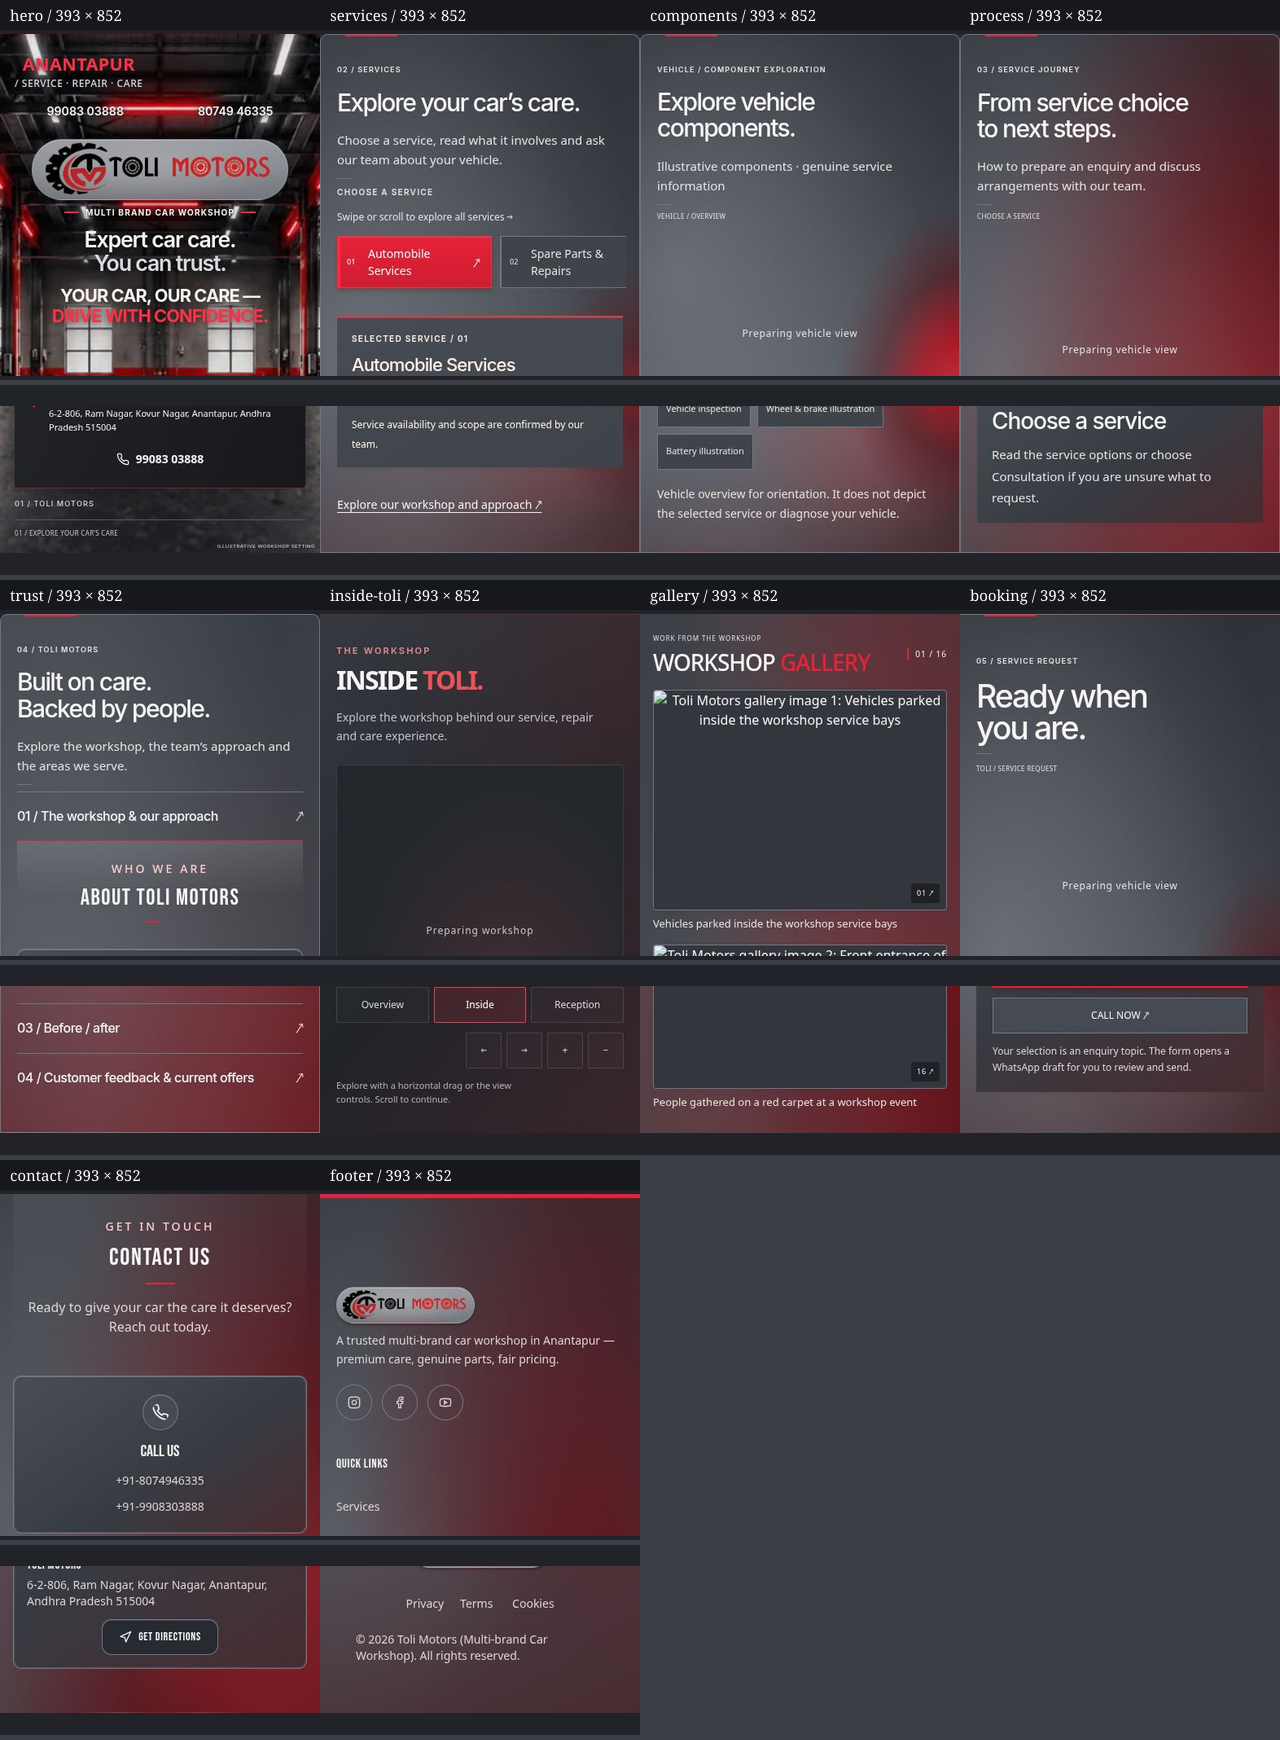 hero / 393 × 852
ANANTAPUR
/ SERVICE · REPAIR · CARE
99083 03888
80749 46335
TOLI MOTORS
MULTI BRAND CAR WORKSHOP
Expert car care.
You can trust.
YOUR CAR, OUR CARE —
DRIVE WITH CONFIDENCE.
6-2-806, Ram Nagar, Kovur Nagar, Anantapur, Andhra
Pradesh 515004
99083 03888
01 / TOLI MOTORS
01 / EXPLORE YOUR CAR'S CARE
ILLUSTRATIVE WORKSHOP SETTING
services / 393 × 852
02 / SERVICES
Explore your car’s care.
Choose a service, read what it involves and ask
our team about your vehicle.
CHOOSE A SERVICE
Swipe or scroll to explore all services →
01
Automobile
Services
↗
02
Spare Parts &
Repairs
SELECTED SERVICE / 01
Automobile Services
Service availability and scope are confirmed by our
team.
Explore our workshop and approach ↗
components / 393 × 852
VEHICLE / COMPONENT EXPLORATION
Explore vehicle
components.
Illustrative components · genuine service
information
VEHICLE / OVERVIEW
Preparing vehicle view
Vehicle inspection
Wheel & brake illustration
Battery illustration
Vehicle overview for orientation. It does not depict
the selected service or diagnose your vehicle.
process / 393 × 852
03 / SERVICE JOURNEY
From service choice
to next steps.
How to prepare an enquiry and discuss
arrangements with our team.
CHOOSE A SERVICE
Preparing vehicle view
Choose a service
Read the service options or choose
Consultation if you are unsure what to
request.
trust / 393 × 852
04 / TOLI MOTORS
Built on care.
Backed by people.
Explore the workshop, the team’s approach and
the areas we serve.
01 / The workshop & our approach ↗
WHO WE ARE
ABOUT TOLI MOTORS
03 / Before / after ↗
04 / Customer feedback & current offers ↗
inside-toli / 393 × 852
THE WORKSHOP
INSIDE TOLI.
Explore the workshop behind our service, repair
and care experience.
Preparing workshop
Overview
Inside
Reception
← → + −
Explore with a horizontal drag or the view
controls. Scroll to continue.
gallery / 393 × 852
WORK FROM THE WORKSHOP
WORKSHOP GALLERY
01 / 16
Toli Motors gallery image 1: Vehicles parked
inside the workshop service bays
01 ↗
Vehicles parked inside the workshop service bays
Toli Motors gallery image 2: Front entrance of
16 ↗
People gathered on a red carpet at a workshop event
booking / 393 × 852
05 / SERVICE REQUEST
Ready when
you are.
TOLI / SERVICE REQUEST
Preparing vehicle view
CALL NOW ↗
Your selection is an enquiry topic. The form opens a
WhatsApp draft for you to review and send.
contact / 393 × 852
GET IN TOUCH
CONTACT US
Ready to give your car the care it deserves?
Reach out today.
CALL US
+91-8074946335
+91-9908303888
TOLI MOTORS
6-2-806, Ram Nagar, Kovur Nagar, Anantapur,
Andhra Pradesh 515004
GET DIRECTIONS
footer / 393 × 852
TOLI MOTORS
A trusted multi-brand car workshop in Anantapur —
premium care, genuine parts, fair pricing.
QUICK LINKS
Services
Privacy
Terms
Cookies
© 2026 Toli Motors (Multi-brand Car
Workshop). All rights reserved.